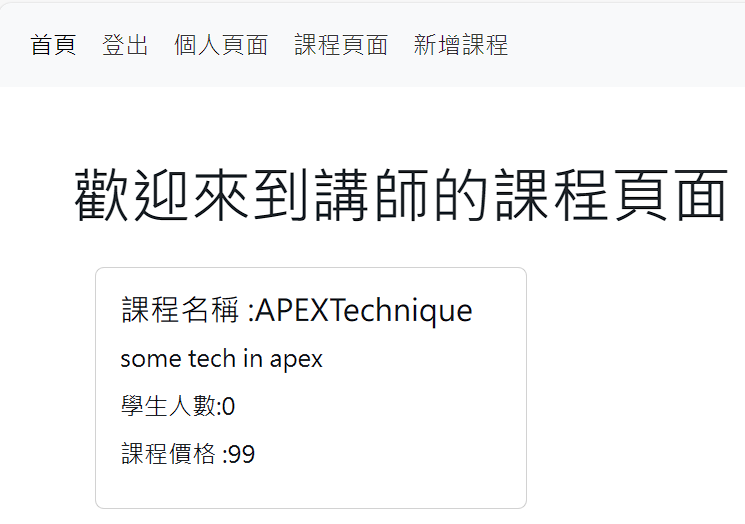 首頁 登出 個人頁面 課程頁面 新增課程
歡迎來到講師的課程頁面
課程名稱 :APEXTechnique
some tech in apex
學生人數:0
課程價格 :99